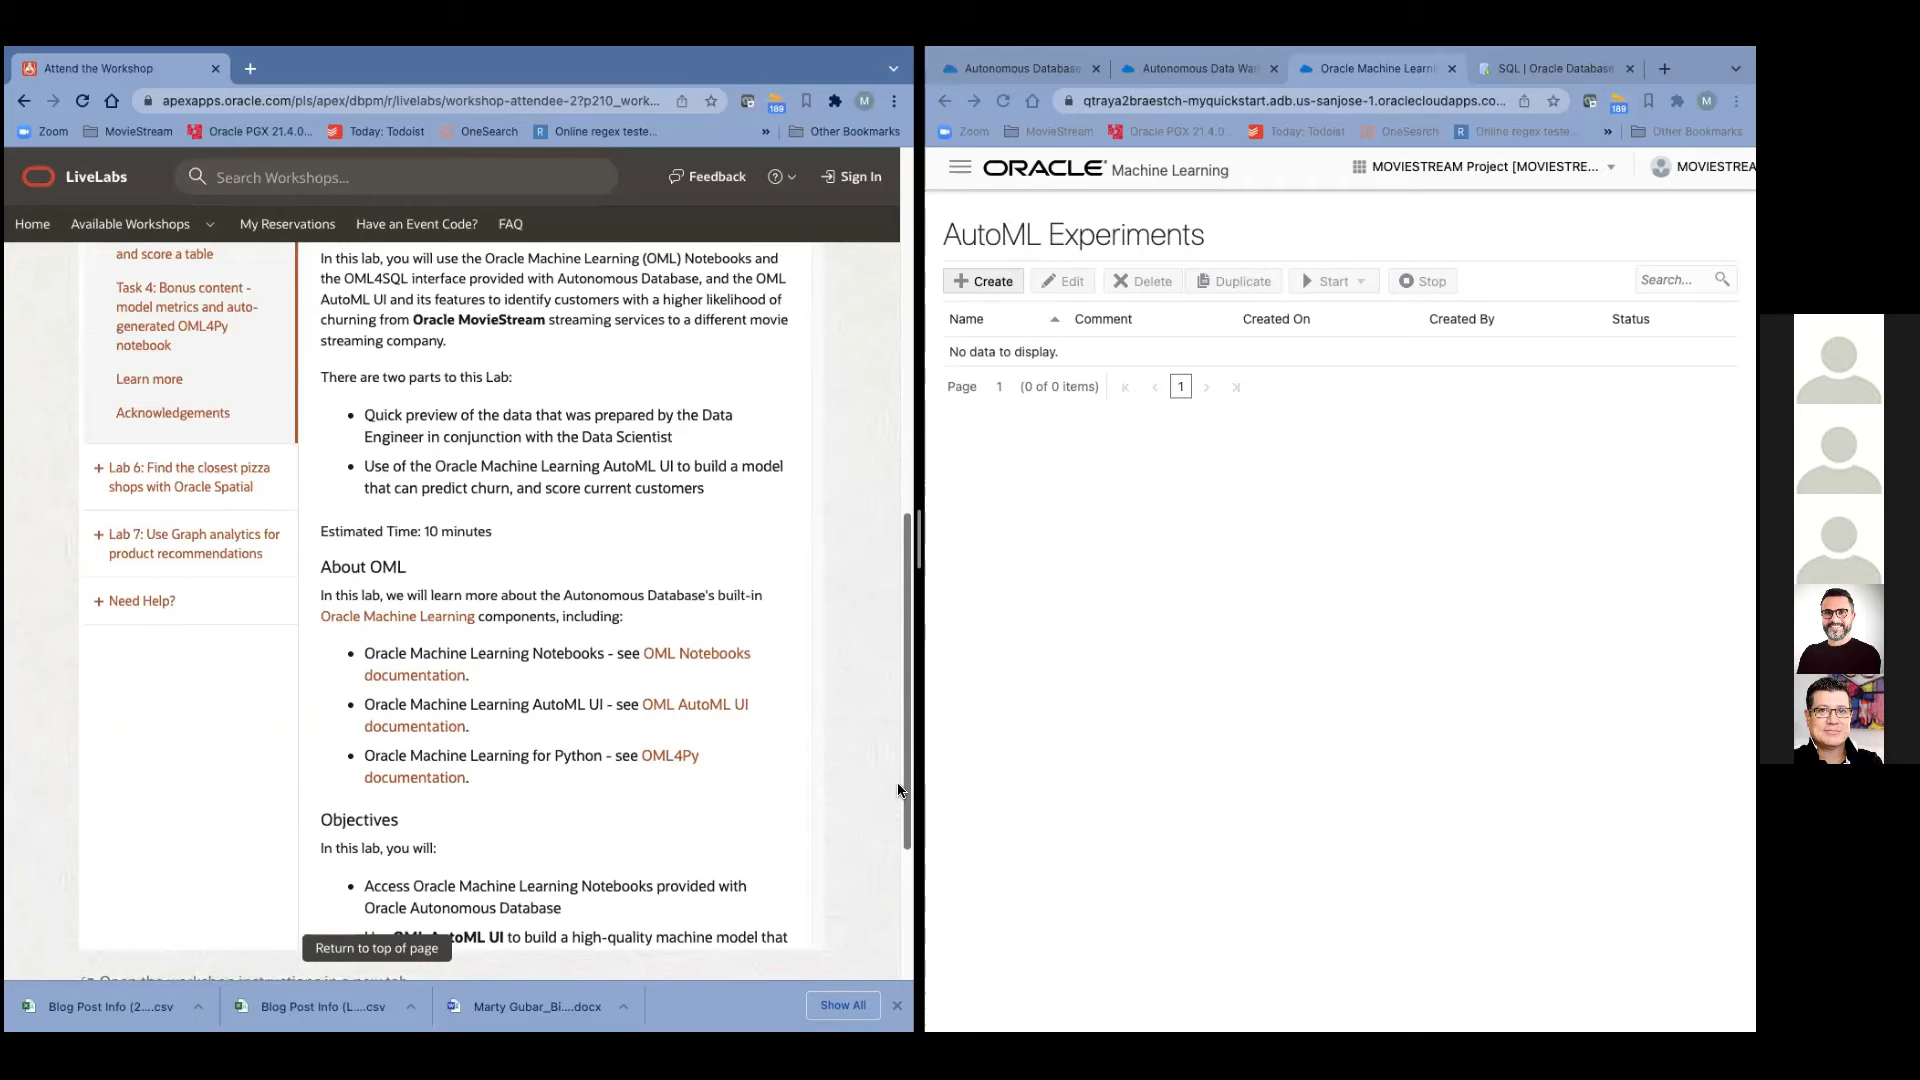 Attend the Workshop
apexapps.oracle.com/pls/apex/dbpm/r/livelabs/workshop-attendee-2?p210_work...
189
M
Zoom
MovieStream
Oracle PGX 21.4.0...
Today: Todoist
OneSearch
Online regex teste...
»
Other Bookmarks
LiveLabs
Search Workshops...
Feedback
Sign In
Home
Available Workshops
My Reservations
Have an Event Code?
FAQ
and score a table
Task 4: Bonus content -
model metrics and auto-
generated OML4Py
notebook
Learn more
Acknowledgements
+ Lab 6: Find the closest pizza
shops with Oracle Spatial
+ Lab 7: Use Graph analytics for
product recommendations
+ Need Help?
In this lab, you will use the Oracle Machine Learning (OML) Notebooks and
the OML4SQL interface provided with Autonomous Database, and the OML
AutoML UI and its features to identify customers with a higher likelihood of
churning from Oracle MovieStream streaming services to a different movie
streaming company.
There are two parts to this Lab:
• Quick preview of the data that was prepared by the Data
Engineer in conjunction with the Data Scientist
• Use of the Oracle Machine Learning AutoML UI to build a model
that can predict churn, and score current customers
Estimated Time: 10 minutes
About OML
In this lab, we will learn more about the Autonomous Database's built-in
Oracle Machine Learning components, including:
• Oracle Machine Learning Notebooks - see OML Notebooks
documentation.
• Oracle Machine Learning AutoML UI - see OML AutoML UI
documentation.
• Oracle Machine Learning for Python - see OML4Py
documentation.
Objectives
In this lab, you will:
• Access Oracle Machine Learning Notebooks provided with
Oracle Autonomous Database
UI to build a high-quality machine model that
Return to top of page
Open the workshop instructions in a new tab
Blog Post Info (2....csv
Blog Post Info (L....csv
Marty Gubar_Bi....docx
Show All
Autonomous Database
Autonomous Data War
Oracle Machine Learni
SQL | Oracle Database
qtraya2braestch-myquickstart.adb.us-sanjose-1.oraclecloudapps.co...
189
M
Zoom
MovieStream
Oracle PGX 21.4.0...
Today: Todoist
OneSearch
Online regex teste...
»
Other Bookmarks
ORACLE Machine Learning
MOVIESTREAM Project [MOVIESTRE...
MOVIESTREA
AutoML Experiments
Create
Edit
Delete
Duplicate
Start
Stop
Search...
Name
Comment
Created On
Created By
Status
No data to display.
Page 1 (0 of 0 items) 1